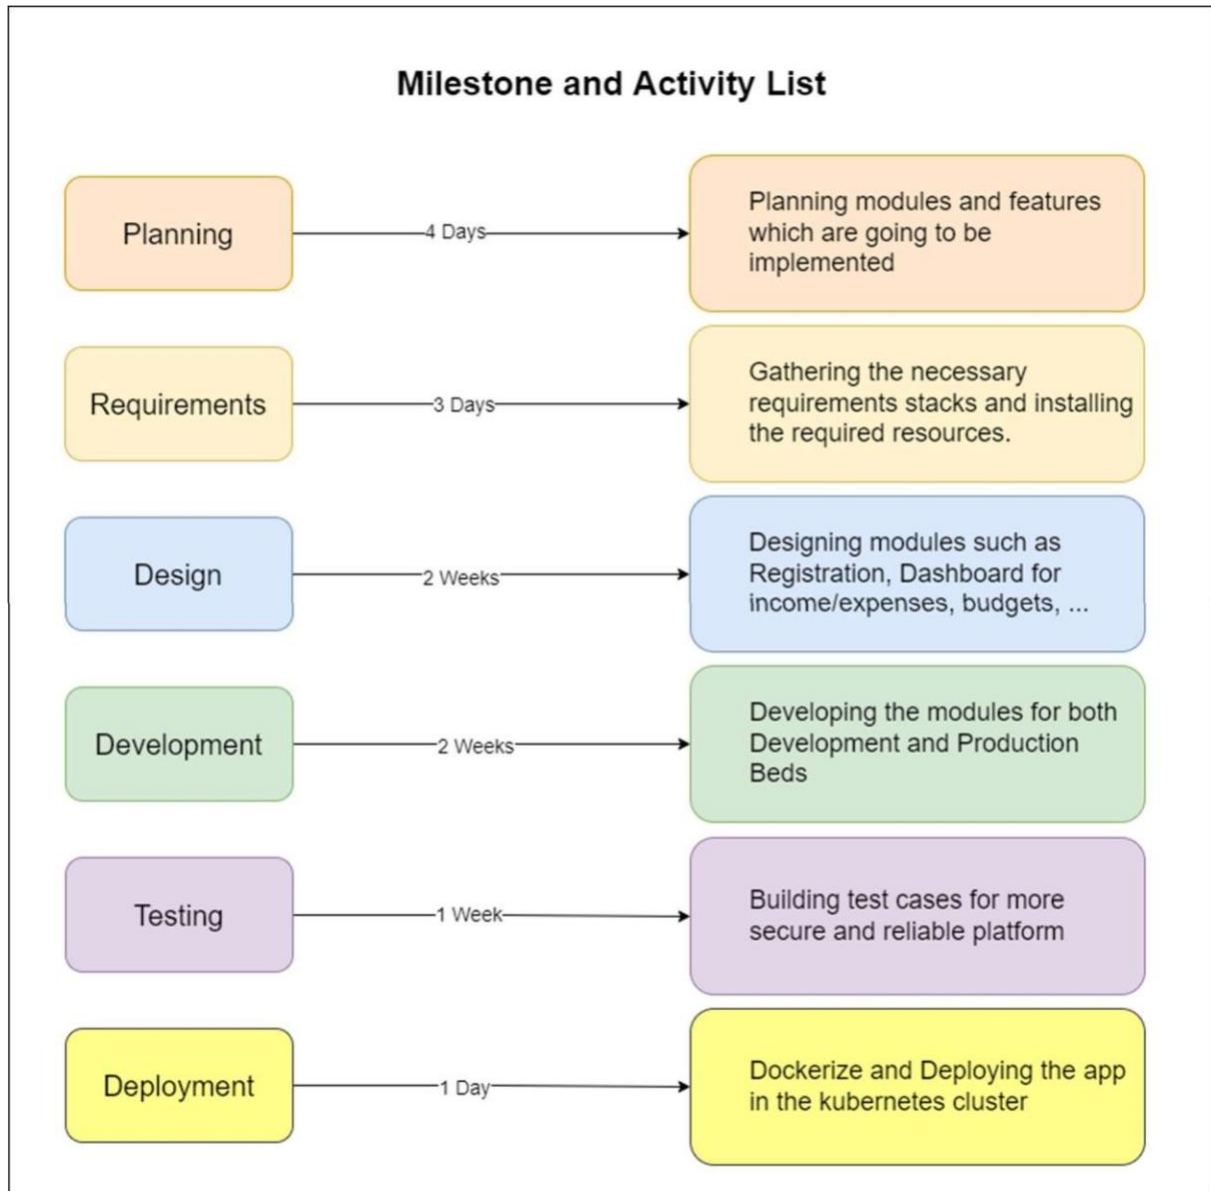 Milestone and Activity List
Planning
4 Days
Planning modules and features
which are going to be
implemented
Requirements
3 Days
Gathering the necessary
requirements stacks and installing
the required resources.
Design
2 Weeks
Designing modules such as
Registration, Dashboard for
income/expenses, budgets, ...
Development
2 Weeks
Developing the modules for both
Development and Production
Beds
Testing
1 Week
Building test cases for more
secure and reliable platform
Deployment
1 Day
Dockerize and Deploying the app
in the kubernetes cluster